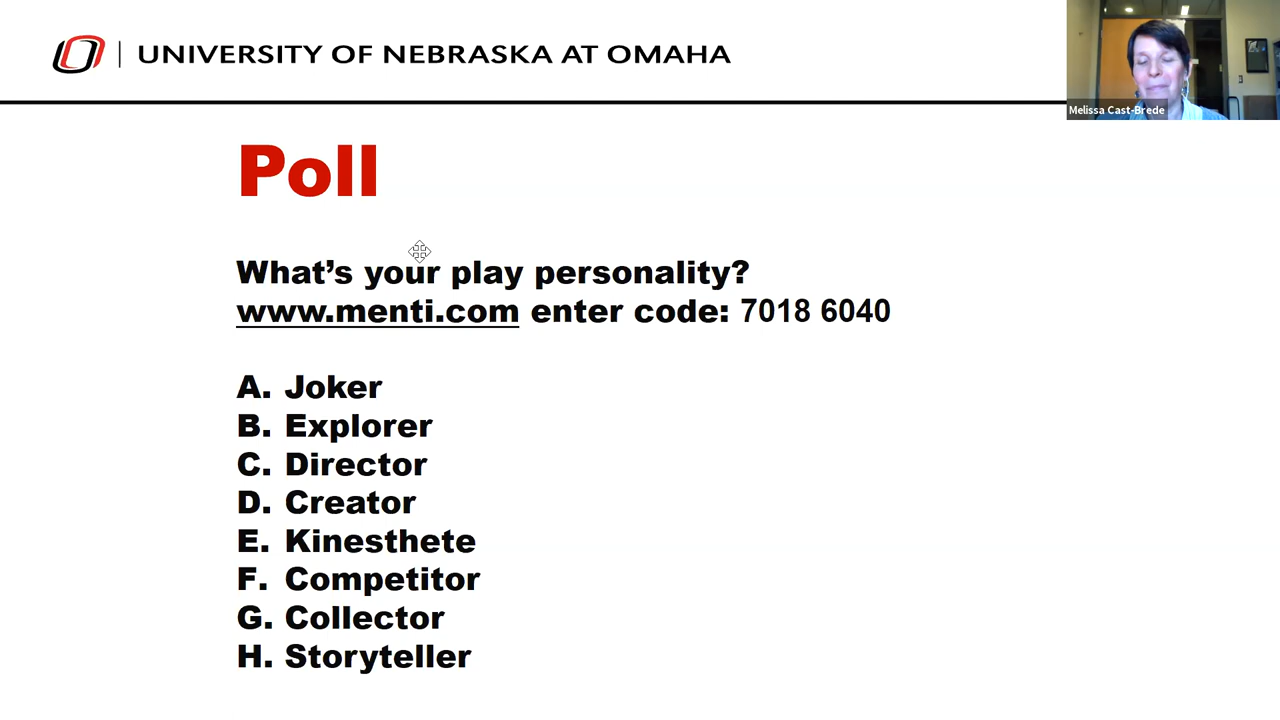 UNIVERSITY OF NEBRASKA AT OMAHA
Melissa Cast-Brede
Poll
What’s your play personality?
www.menti.com enter code: 7018 6040
A. Joker
B. Explorer
C. Director
D. Creator
E. Kinesthete
F. Competitor
G. Collector
H. Storyteller